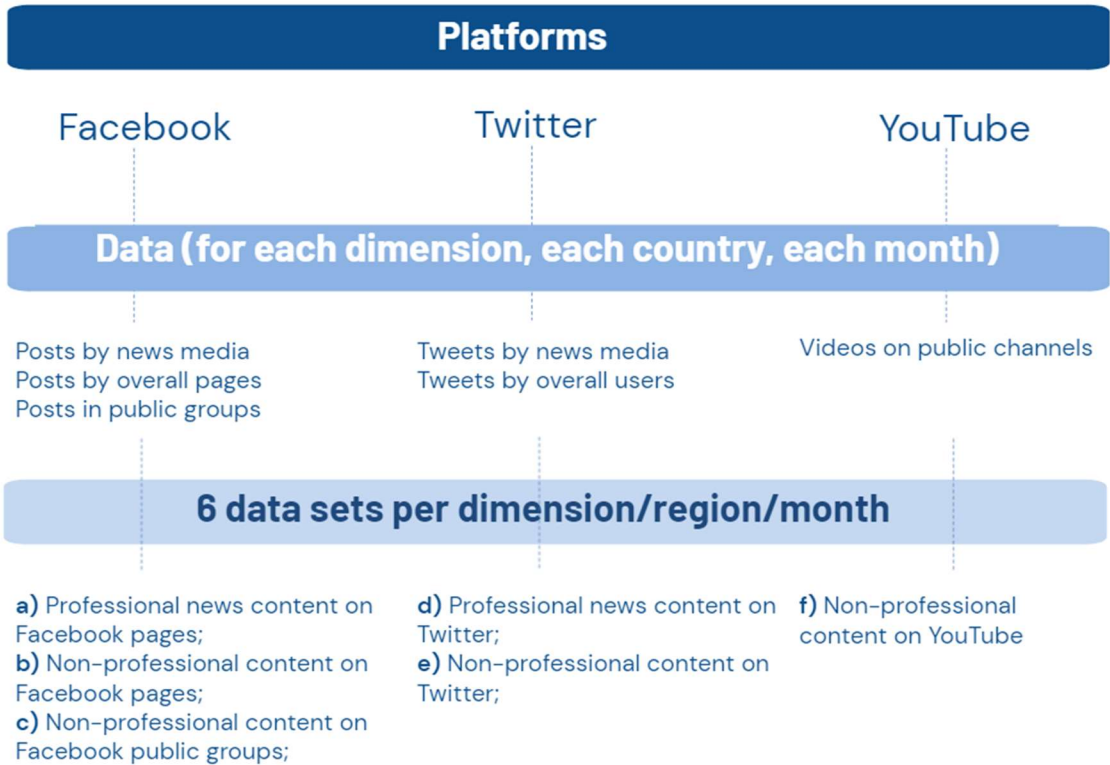 Platforms
Facebook
Twitter
YouTube
Data (for each dimension, each country, each month)
Posts by news media
Posts by overall pages
Posts in public groups
Tweets by news media
Tweets by overall users
Videos on public channels
6 data sets per dimension/region/month
a) Professional news content on
Facebook pages;
b) Non-professional content on
Facebook pages;
c) Non-professional content on
Facebook public groups;
d) Professional news content on
Twitter;
e) Non-professional content on
Twitter;
f) Non-professional
content on YouTube